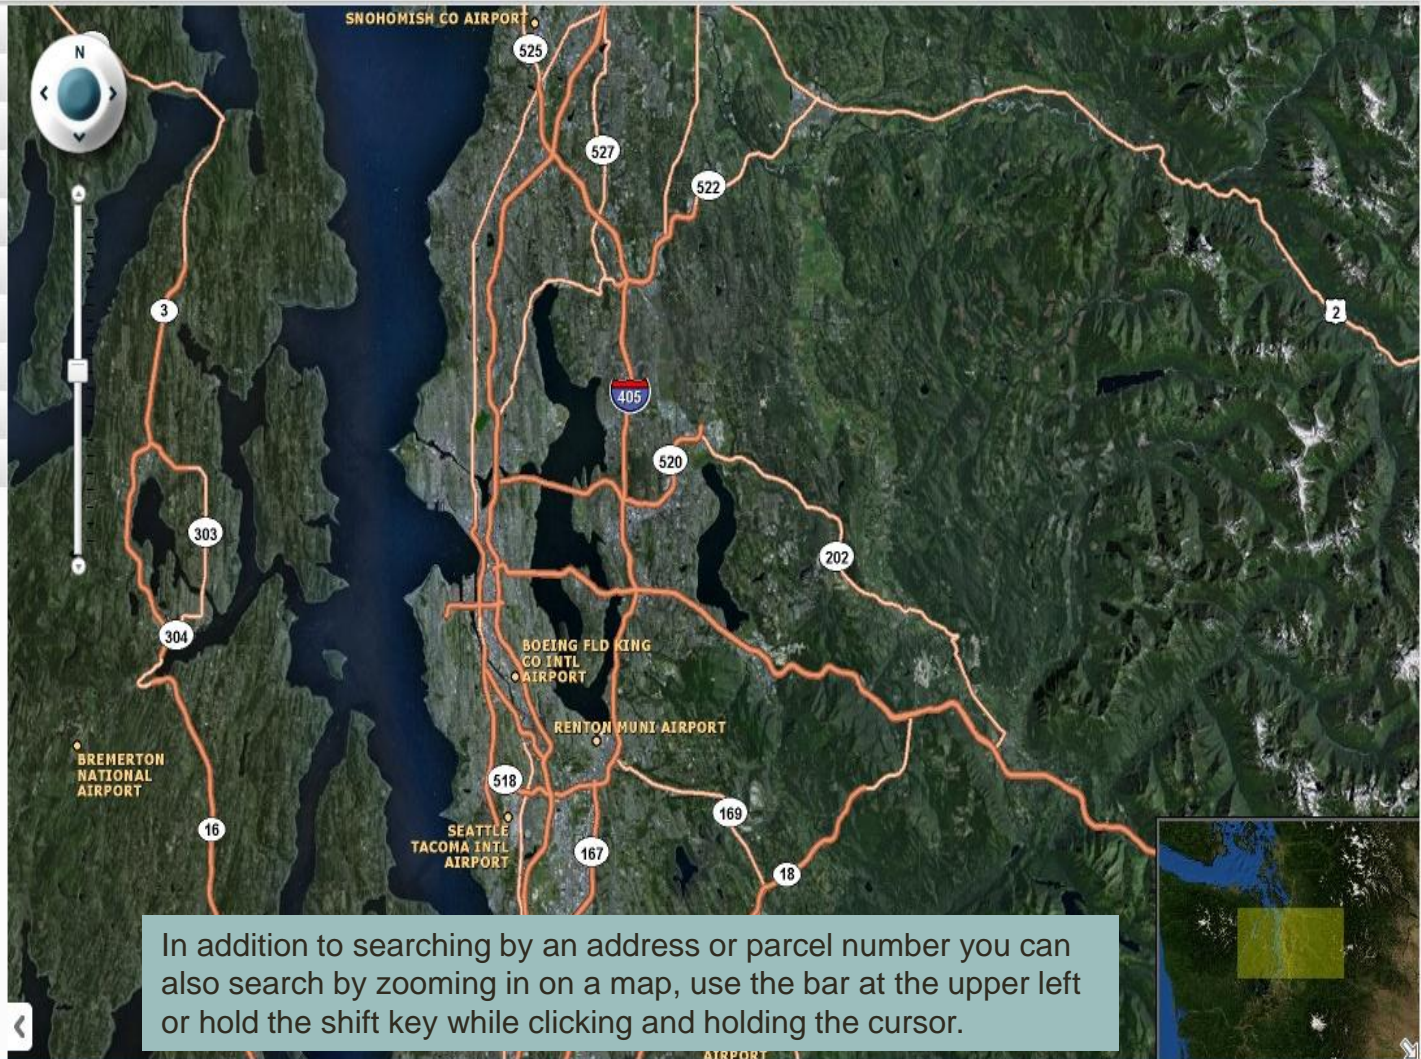 SNOHOMISH CO AIRPORT
N
525
527
522
3
2
405
520
303
202
304
BOEING FLD KING
CO INTL
AIRPORT
RENTON MUNI AIRPORT
BREMERTON
NATIONAL
AIRPORT
518
169
16
SEATTLE
TACOMA INTL
AIRPORT
167
18
In addition to searching by an address or parcel number you can
also search by zooming in on a map, use the bar at the upper left
or hold the shift key while clicking and holding the cursor.
AIRPORT